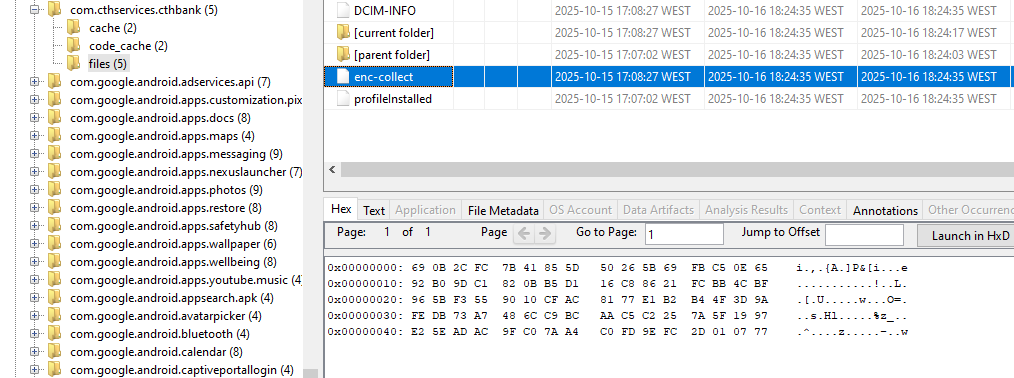 com.cthservices.cthbank (5)
cache (2)
code_cache (2)
files (5)
com.google.android.adservices.api (7)
com.google.android.apps.customization.pix
com.google.android.apps.docs (8)
com.google.android.apps.maps (4)
com.google.android.apps.messaging (9)
com.google.android.apps.nexuslauncher (7)
com.google.android.apps.photos (9)
com.google.android.apps.restore (8)
com.google.android.apps.safetyhub (8)
com.google.android.apps.wallpaper (6)
com.google.android.apps.wellbeing (8)
com.google.android.apps.youtube.music (4)
com.google.android.appsearch.apk (4)
com.google.android.avatarpicker (4)
com.google.android.bluetooth (4)
com.google.android.calendar (8)
com.google.android.captiveportallogin (4)
DCIM-INFO 2025-10-15 17:08:27 WEST 2025-10-16 18:24:35 WEST 2025-10-16 18:24:35 WEST
[current folder] 2025-10-15 17:08:27 WEST 2025-10-16 18:24:35 WEST 2025-10-16 18:24:17 WEST
[parent folder] 2025-10-15 17:07:02 WEST 2025-10-16 18:24:35 WEST 2025-10-16 18:24:03 WEST
enc-collect 2025-10-15 17:08:27 WEST 2025-10-16 18:24:35 WEST 2025-10-16 18:24:35 WEST
profileInstalled 2025-10-15 17:07:02 WEST 2025-10-16 18:24:35 WEST 2025-10-16 18:24:35 WEST
Hex Text Application File Metadata OS Account Data Artifacts Analysis Results Context Annotations Other Occurrenc
Page: 1 of 1 Page Go to Page: 1 Jump to Offset Launch in HxD
0x00000000: 69 0B 2C FC 7B 41 85 5D 50 26 5B 69 FB C5 0E 65 i.,.{A.]P&[i...e
0x00000010: 92 B0 9D C1 82 0B B5 D1 16 C8 86 21 FC BB 4C BF ...........!..L.
0x00000020: 96 5B F3 55 90 10 CF AC 81 77 E1 B2 B4 4F 3D 9A .[.U.....w...O=.
0x00000030: FE DB 73 A7 48 6C C9 BC AA C5 C2 25 7A 5F 19 97 ..s.Hl.....%z_..
0x00000040: E2 5E AD AC 9F C0 7A A4 C0 FD 9E FC 2D 01 07 77 .^....z.....-..w